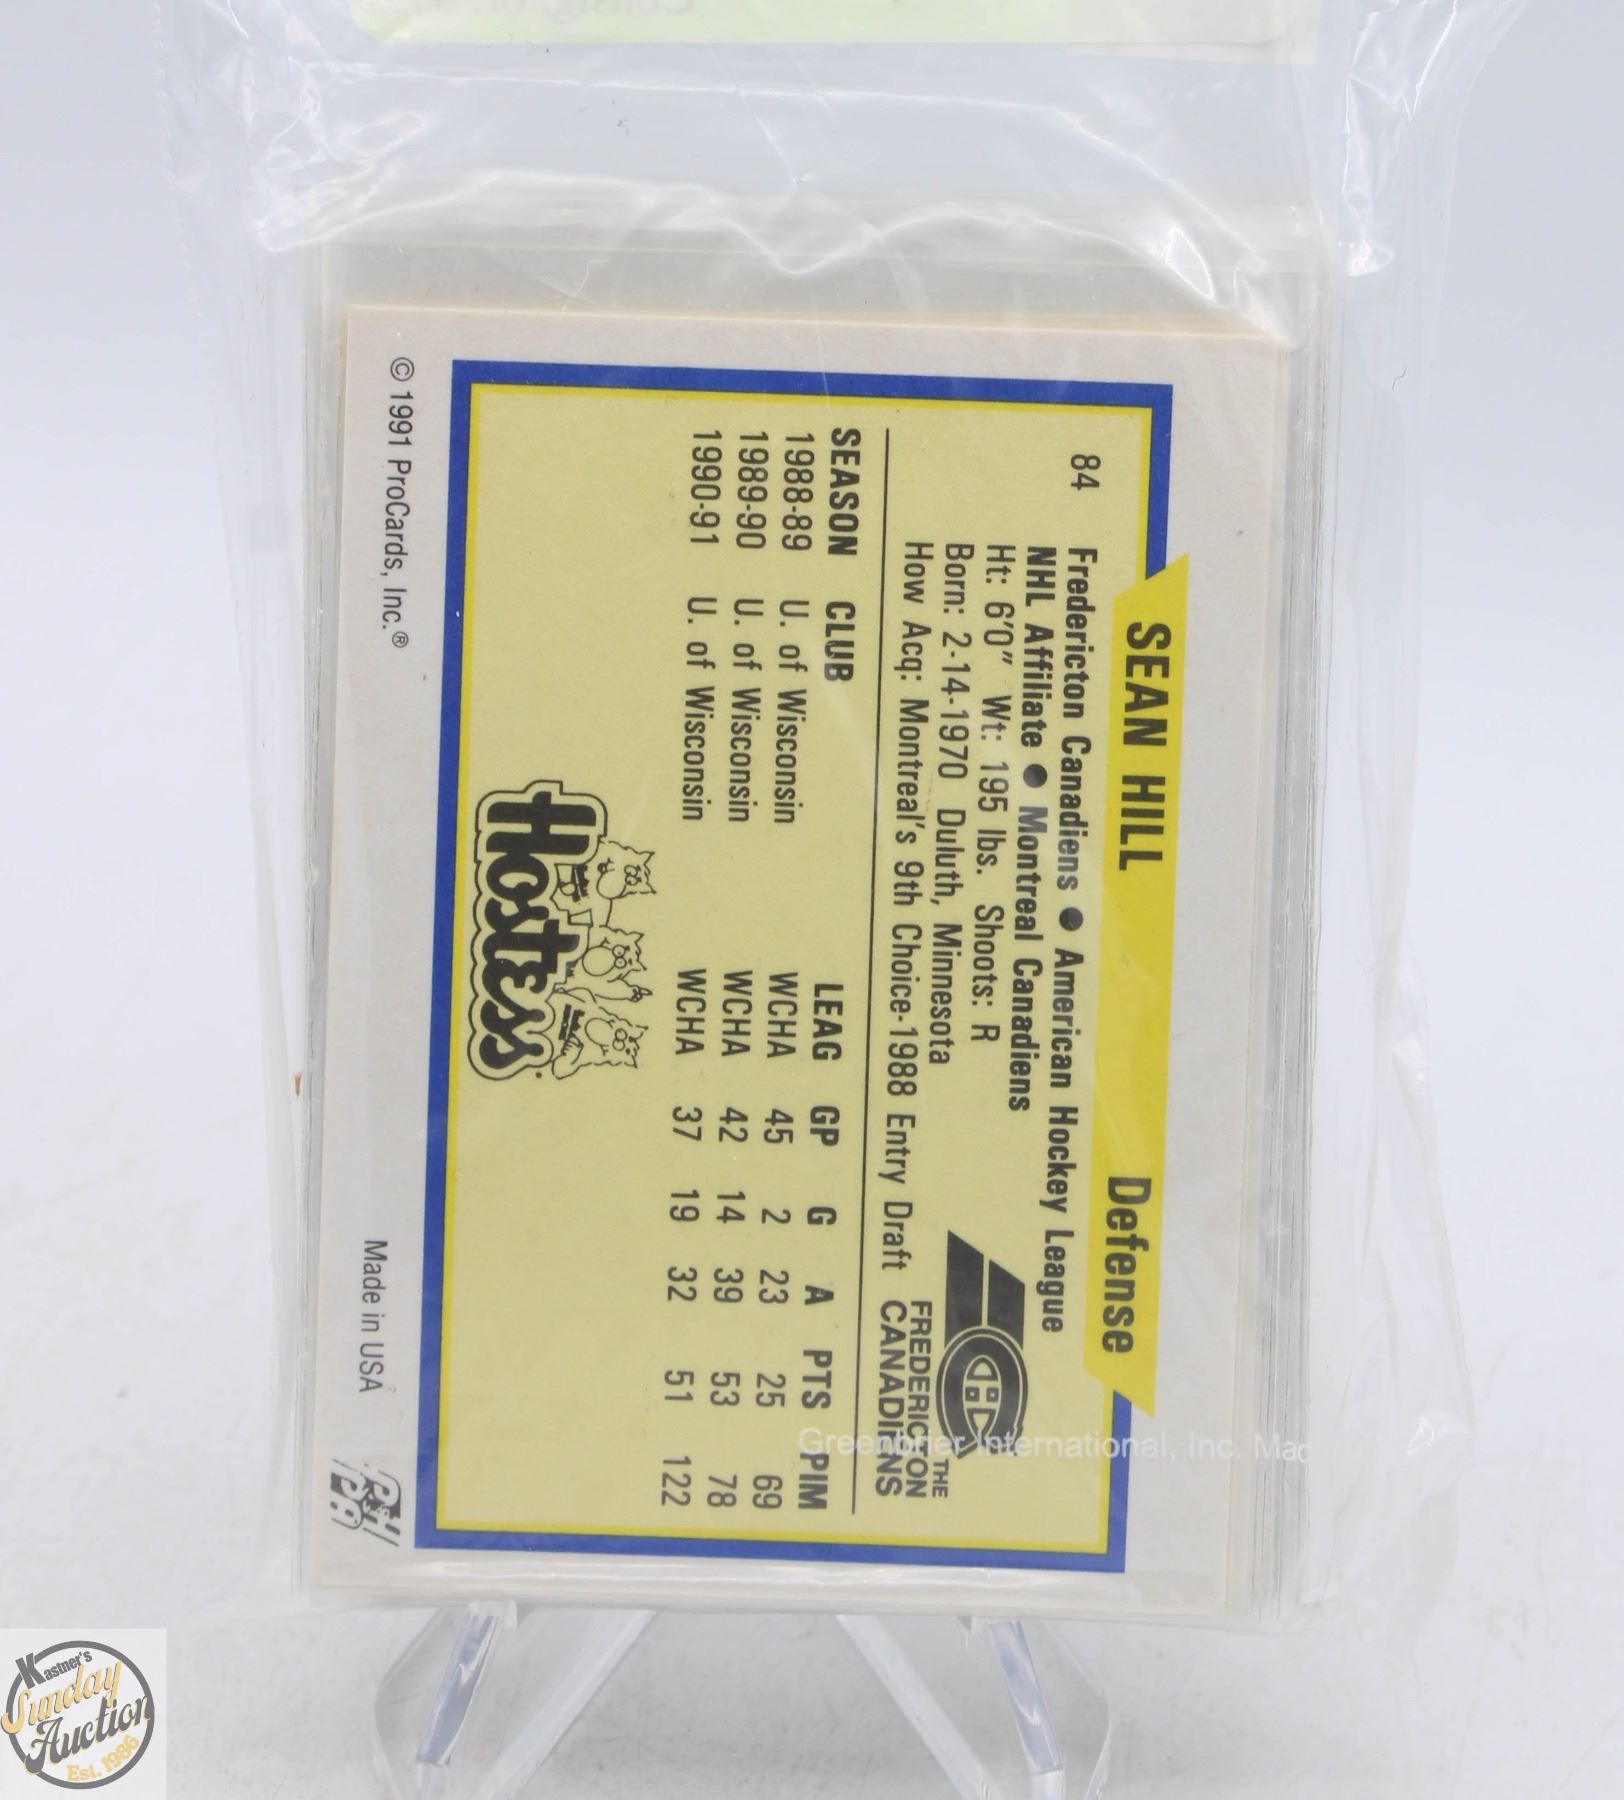 SEAN HILL Defense
84 Fredericton Canadiens ● American Hockey League
NHL Affiliate ● Montreal Canadiens
Ht: 6'0" Wt: 195 lbs. Shoots: R
Born: 2-14-1970 Duluth, Minnesota
How Acq: Montreal's 9th Choice-1988 Entry Draft
THE
FREDERICTON
CANADIENS
SEASON CLUB LEAG GP G A PTS PIM
1988-89 U. of Wisconsin WCHA 45 2 23 25 69
1989-90 U. of Wisconsin WCHA 42 14 39 53 78
1990-91 U. of Wisconsin WCHA 37 19 32 51 122
Hostess
© 1991 ProCards, Inc.® Made in USA
Greenbrier International, Inc.
Kastner's
Sunday
Auction
Est. 1986